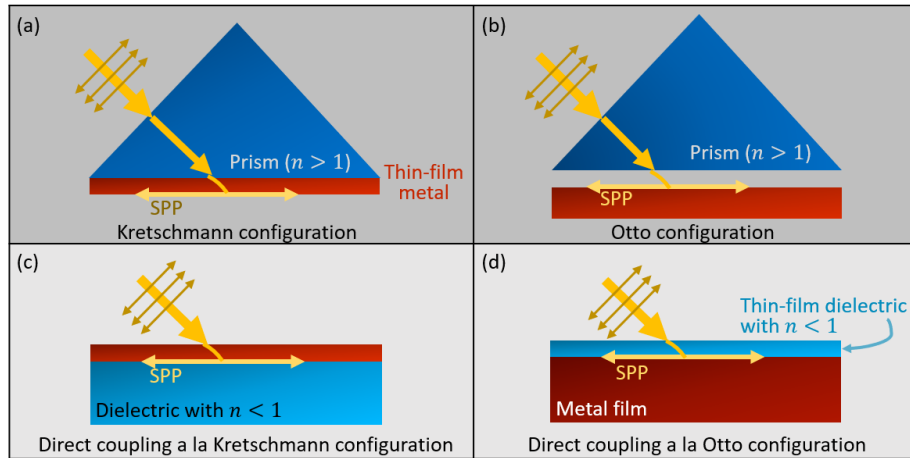 (a)
Prism (n > 1)
Thin-film
metal
SPP
Kretschmann configuration
(b)
Prism (n > 1)
SPP
Otto configuration
(c)
SPP
Dielectric with n < 1
Direct coupling a la Kretschmann configuration
(d)
Thin-film dielectric
with n < 1
SPP
Metal film
Direct coupling a la Otto configuration